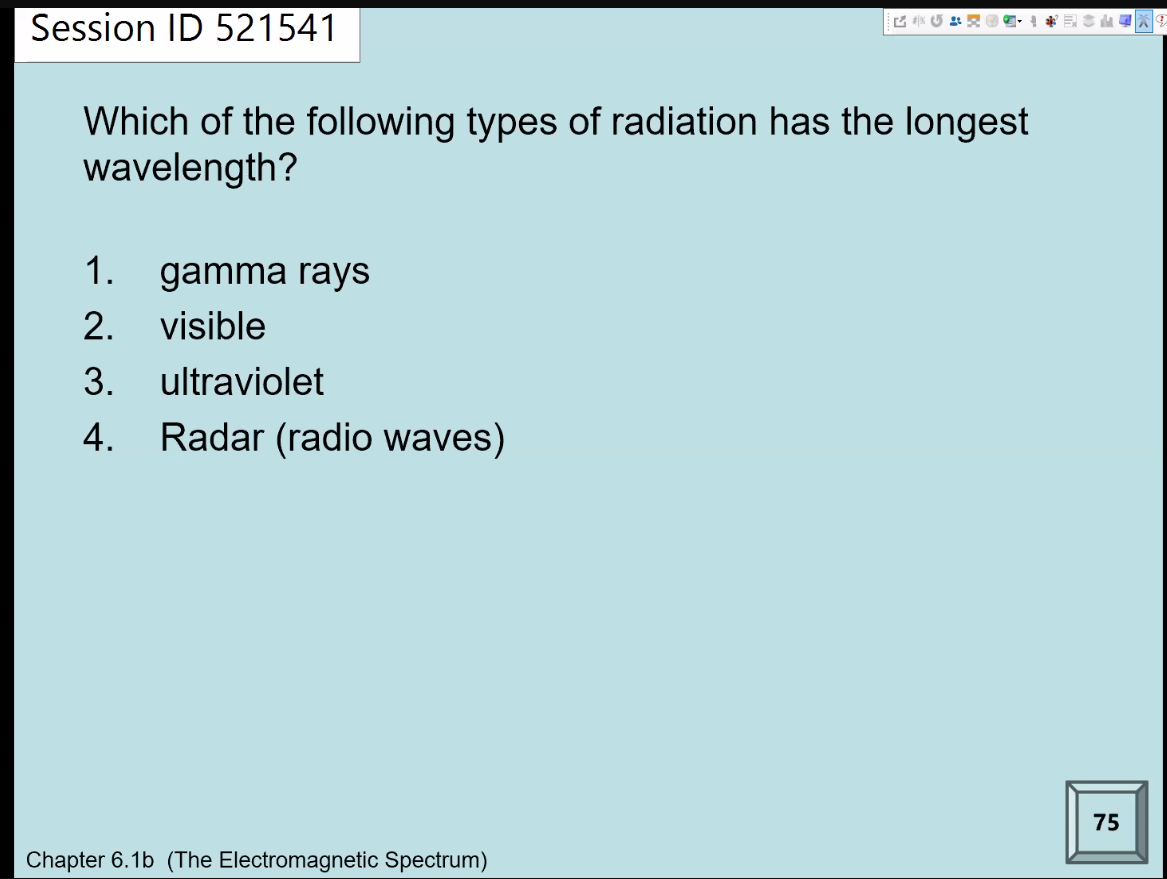 Session ID 521541
Which of the following types of radiation has the longest
wavelength?
1. gamma rays
2. visible
3. ultraviolet
4. Radar (radio waves)
75
Chapter 6.1b (The Electromagnetic Spectrum)